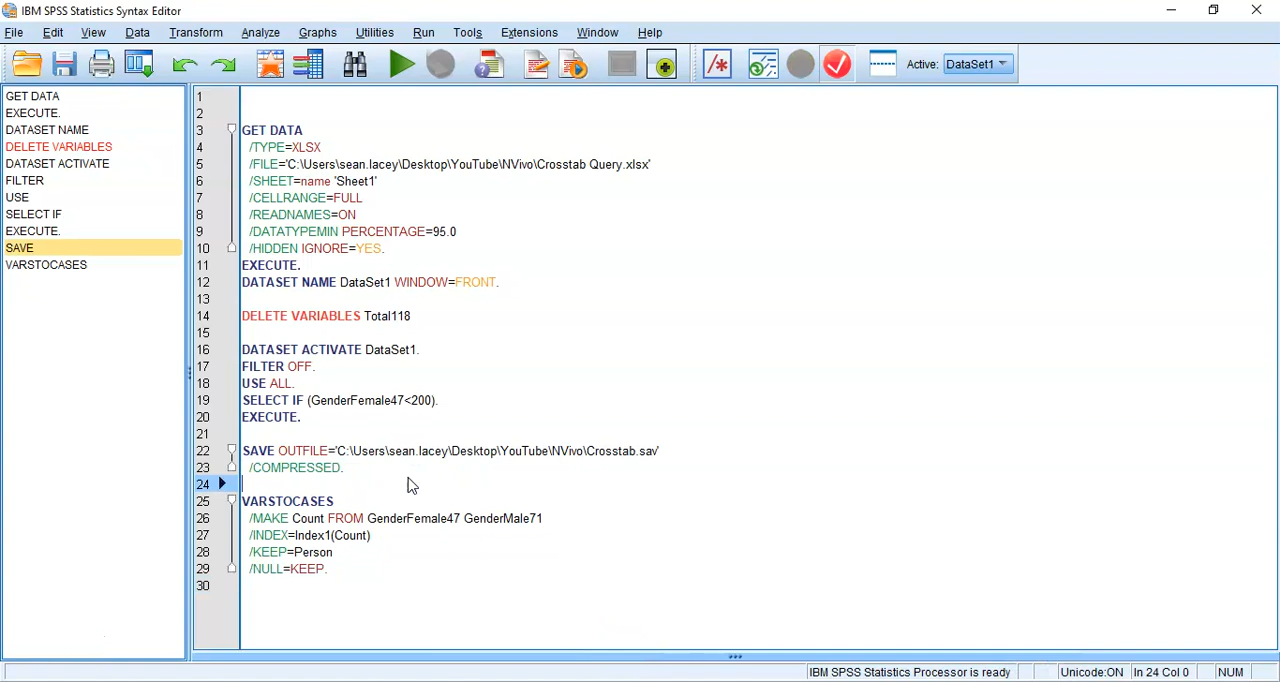 IBM SPSS Statistics Syntax Editor
File Edit View Data Transform Analyze Graphs Utilities Run Tools Extensions Window Help
Active: DataSet1
GET DATA
EXECUTE.
DATASET NAME
DELETE VARIABLES
DATASET ACTIVATE
FILTER
USE
SELECT IF
EXECUTE.
SAVE
VARSTOCASES
1
2
3 GET DATA
4 /TYPE=XLSX
5 /FILE='C:\Users\sean.lacey\Desktop\YouTube\NVivo\Crosstab Query.xlsx'
6 /SHEET=name 'Sheet1'
7 /CELLRANGE=FULL
8 /READNAMES=ON
9 /DATATYPEMIN PERCENTAGE=95.0
10 /HIDDEN IGNORE=YES.
11 EXECUTE.
12 DATASET NAME DataSet1 WINDOW=FRONT.
13
14 DELETE VARIABLES Total118
15
16 DATASET ACTIVATE DataSet1.
17 FILTER OFF.
18 USE ALL.
19 SELECT IF (GenderFemale47<200).
20 EXECUTE.
21
22 SAVE OUTFILE='C:\Users\sean.lacey\Desktop\YouTube\NVivo\Crosstab.sav'
23 /COMPRESSED.
24
25 VARSTOCASES
26 /MAKE Count FROM GenderFemale47 GenderMale71
27 /INDEX=Index1(Count)
28 /KEEP=Person
29 /NULL=KEEP.
30
IBM SPSS Statistics Processor is ready Unicode:ON In 24 Col 0 NUM